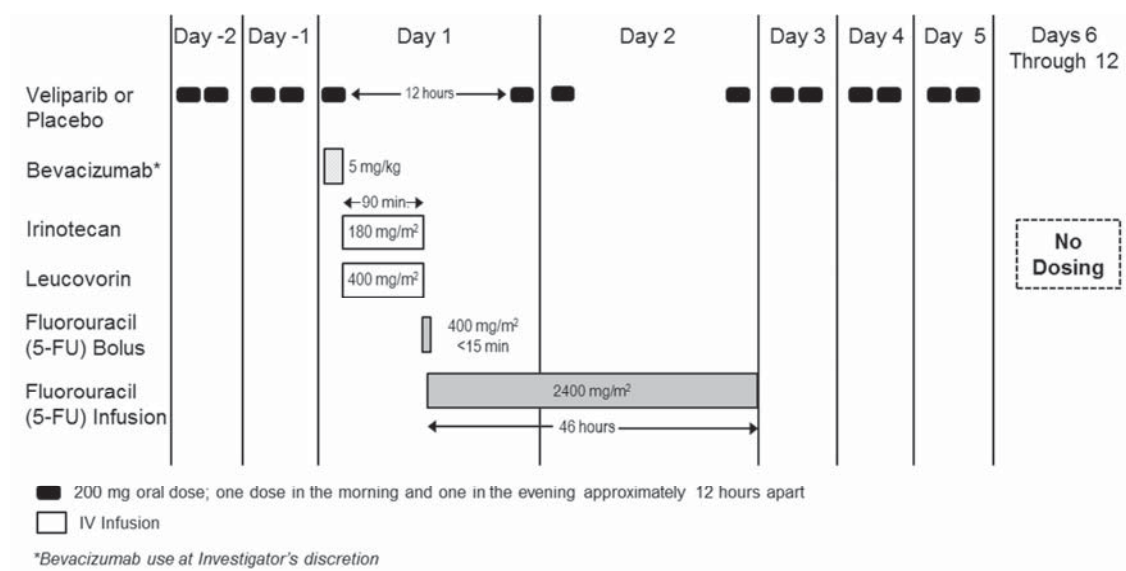 Day -2
Day -1
Day 1
Day 2
Day 3
Day 4
Day 5
Days 6
Through 12
Veliparib or
Placebo
12 hours
Bevacizumab*
5 mg/kg
90 min.
Irinotecan
180 mg/m²
No
Dosing
Leucovorin
400 mg/m²
Fluorouracil
(5-FU) Bolus
400 mg/m²
<15 min
Fluorouracil
(5-FU) Infusion
2400 mg/m²
46 hours
200 mg oral dose; one dose in the morning and one in the evening approximately 12 hours apart
IV Infusion
*Bevacizumab use at Investigator's discretion